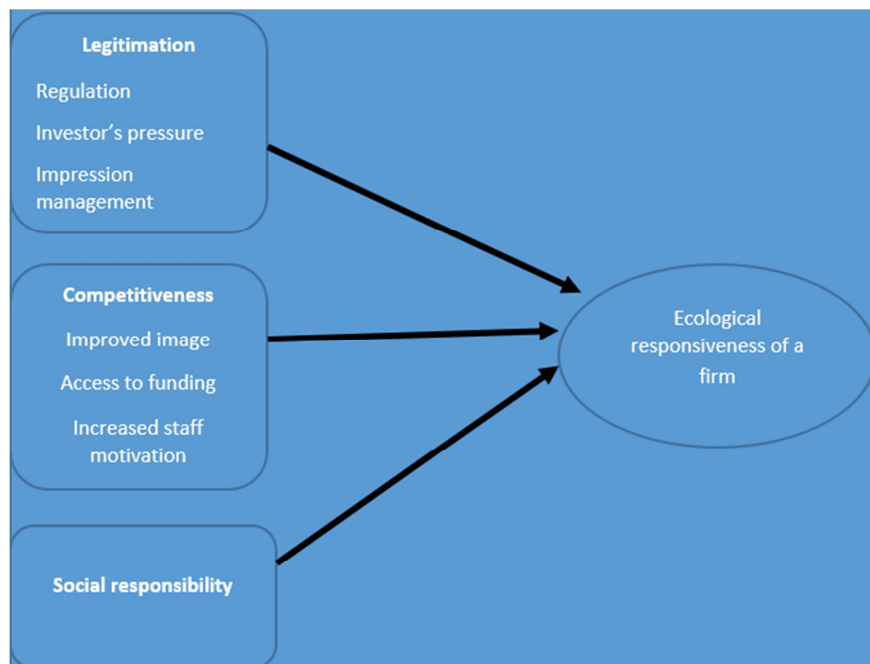 Legitimation
Regulation
Investor’s pressure
Impression
management
Competitiveness
Improved image
Access to funding
Increased staff
motivation
Social responsibility
Ecological
responsiveness of a
firm